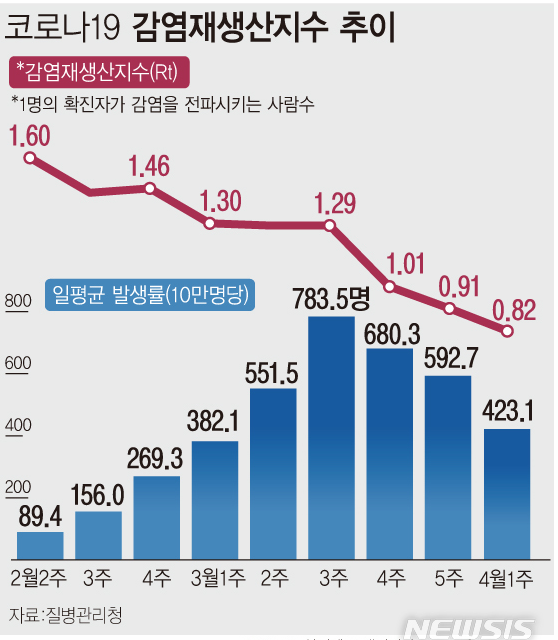 코로나19 감염재생산지수 추이
*감염재생산지수(Rt)
*1명의 확진자가 감염을 전파시키는 사람수
1.60
1.46
1.30
1.29
1.01
0.91
0.82
일평균 발생률(10만명당)
800
600
400
200
89.4
156.0
269.3
382.1
551.5
783.5명
680.3
592.7
423.1
2월2주 3주 4주 3월1주 2주 3주 4주 5주 4월1주
자료:질병관리청
NEWSIS